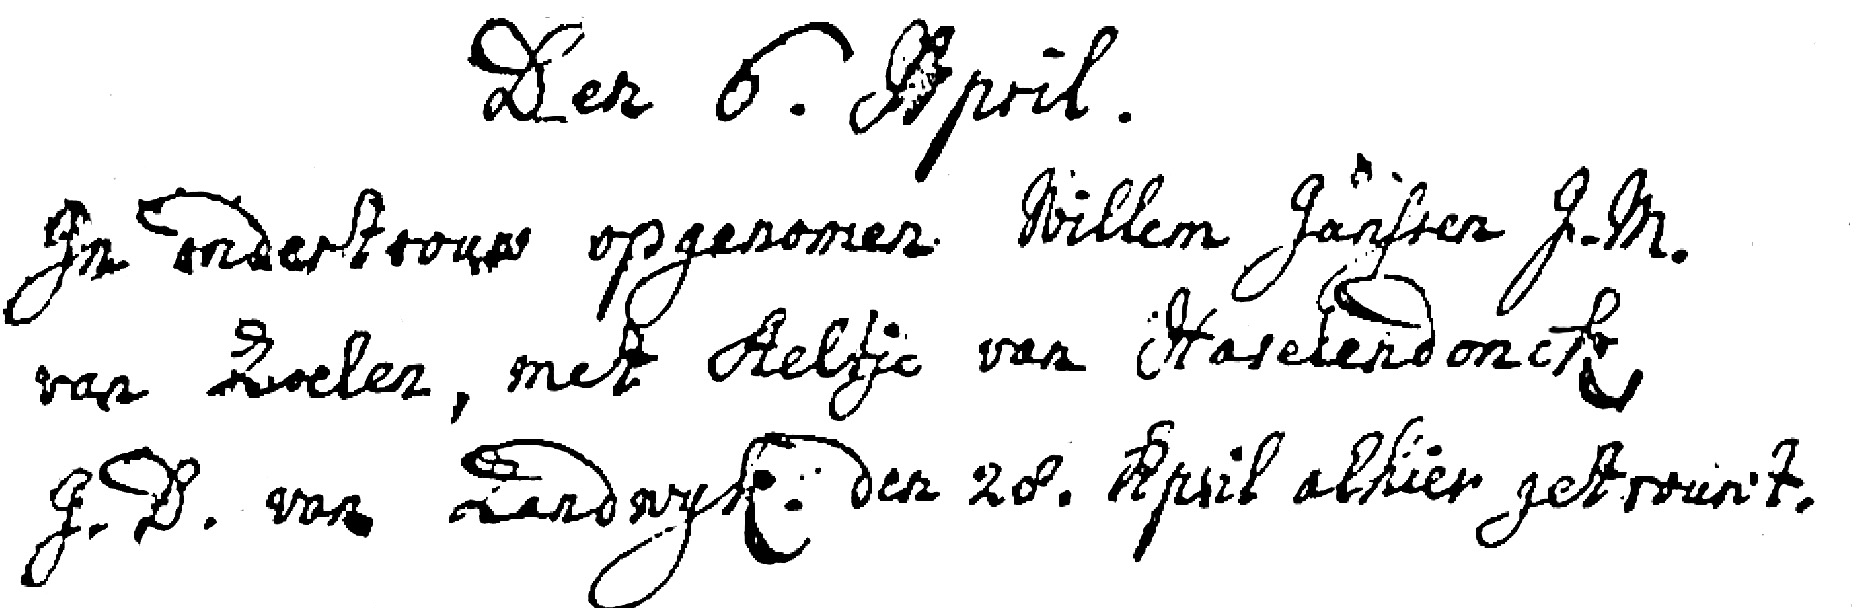 Den 6. April.
In ondertrouw opgenomen Willem Janssen J.M.
van Zoelen, met Aeltje van Haselendonck
J.D. van Zandwyk. den 28. April alhier getrouwt.